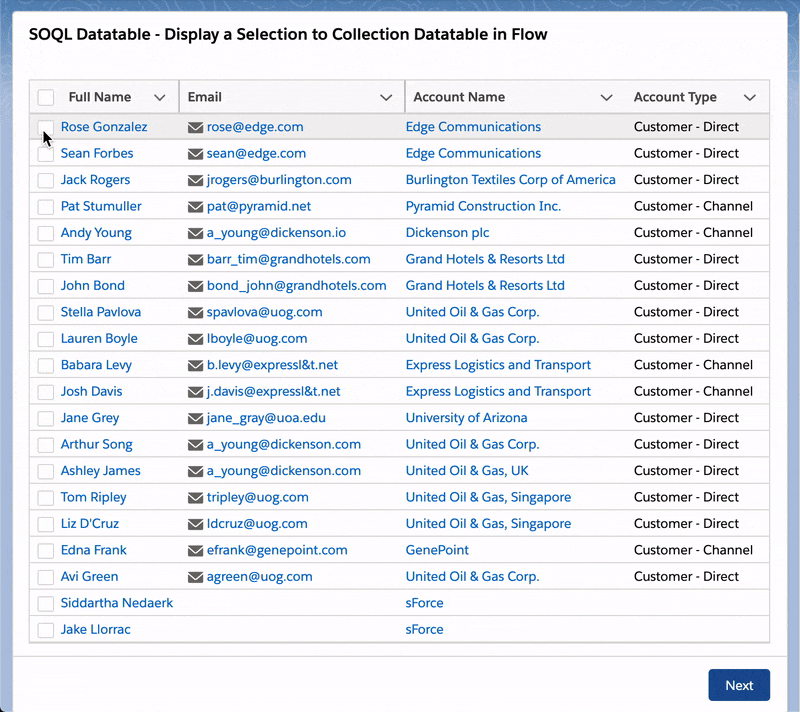 SOQL Datatable - Display a Selection to Collection Datatable in Flow
Full Name Email Account Name Account Type
Rose Gonzalez rose@edge.com Edge Communications Customer - Direct
Sean Forbes sean@edge.com Edge Communications Customer - Direct
Jack Rogers jrogers@burlington.com Burlington Textiles Corp of America Customer - Direct
Pat Stumuller pat@pyramid.net Pyramid Construction Inc. Customer - Channel
Andy Young a_young@dickenson.io Dickenson plc Customer - Channel
Tim Barr barr_tim@grandhotels.com Grand Hotels & Resorts Ltd Customer - Direct
John Bond bond_john@grandhotels.com Grand Hotels & Resorts Ltd Customer - Direct
Stella Pavlova spavlova@uog.com United Oil & Gas Corp. Customer - Direct
Lauren Boyle lboyle@uog.com United Oil & Gas Corp. Customer - Direct
Babara Levy b.levy@expressl&t.net Express Logistics and Transport Customer - Channel
Josh Davis j.davis@expressl&t.net Express Logistics and Transport Customer - Channel
Jane Grey jane_gray@uoa.edu University of Arizona Customer - Direct
Arthur Song a_young@dickenson.com United Oil & Gas Corp. Customer - Direct
Ashley James a_young@dickenson.com United Oil & Gas, UK Customer - Direct
Tom Ripley tripley@uog.com United Oil & Gas, Singapore Customer - Direct
Liz D'Cruz ldcruz@uog.com United Oil & Gas, Singapore Customer - Direct
Edna Frank efrank@genepoint.com GenePoint Customer - Channel
Avi Green agreen@uog.com United Oil & Gas Corp. Customer - Direct
Siddartha Nedaerk sForce
Jake Llorrac sForce
Next